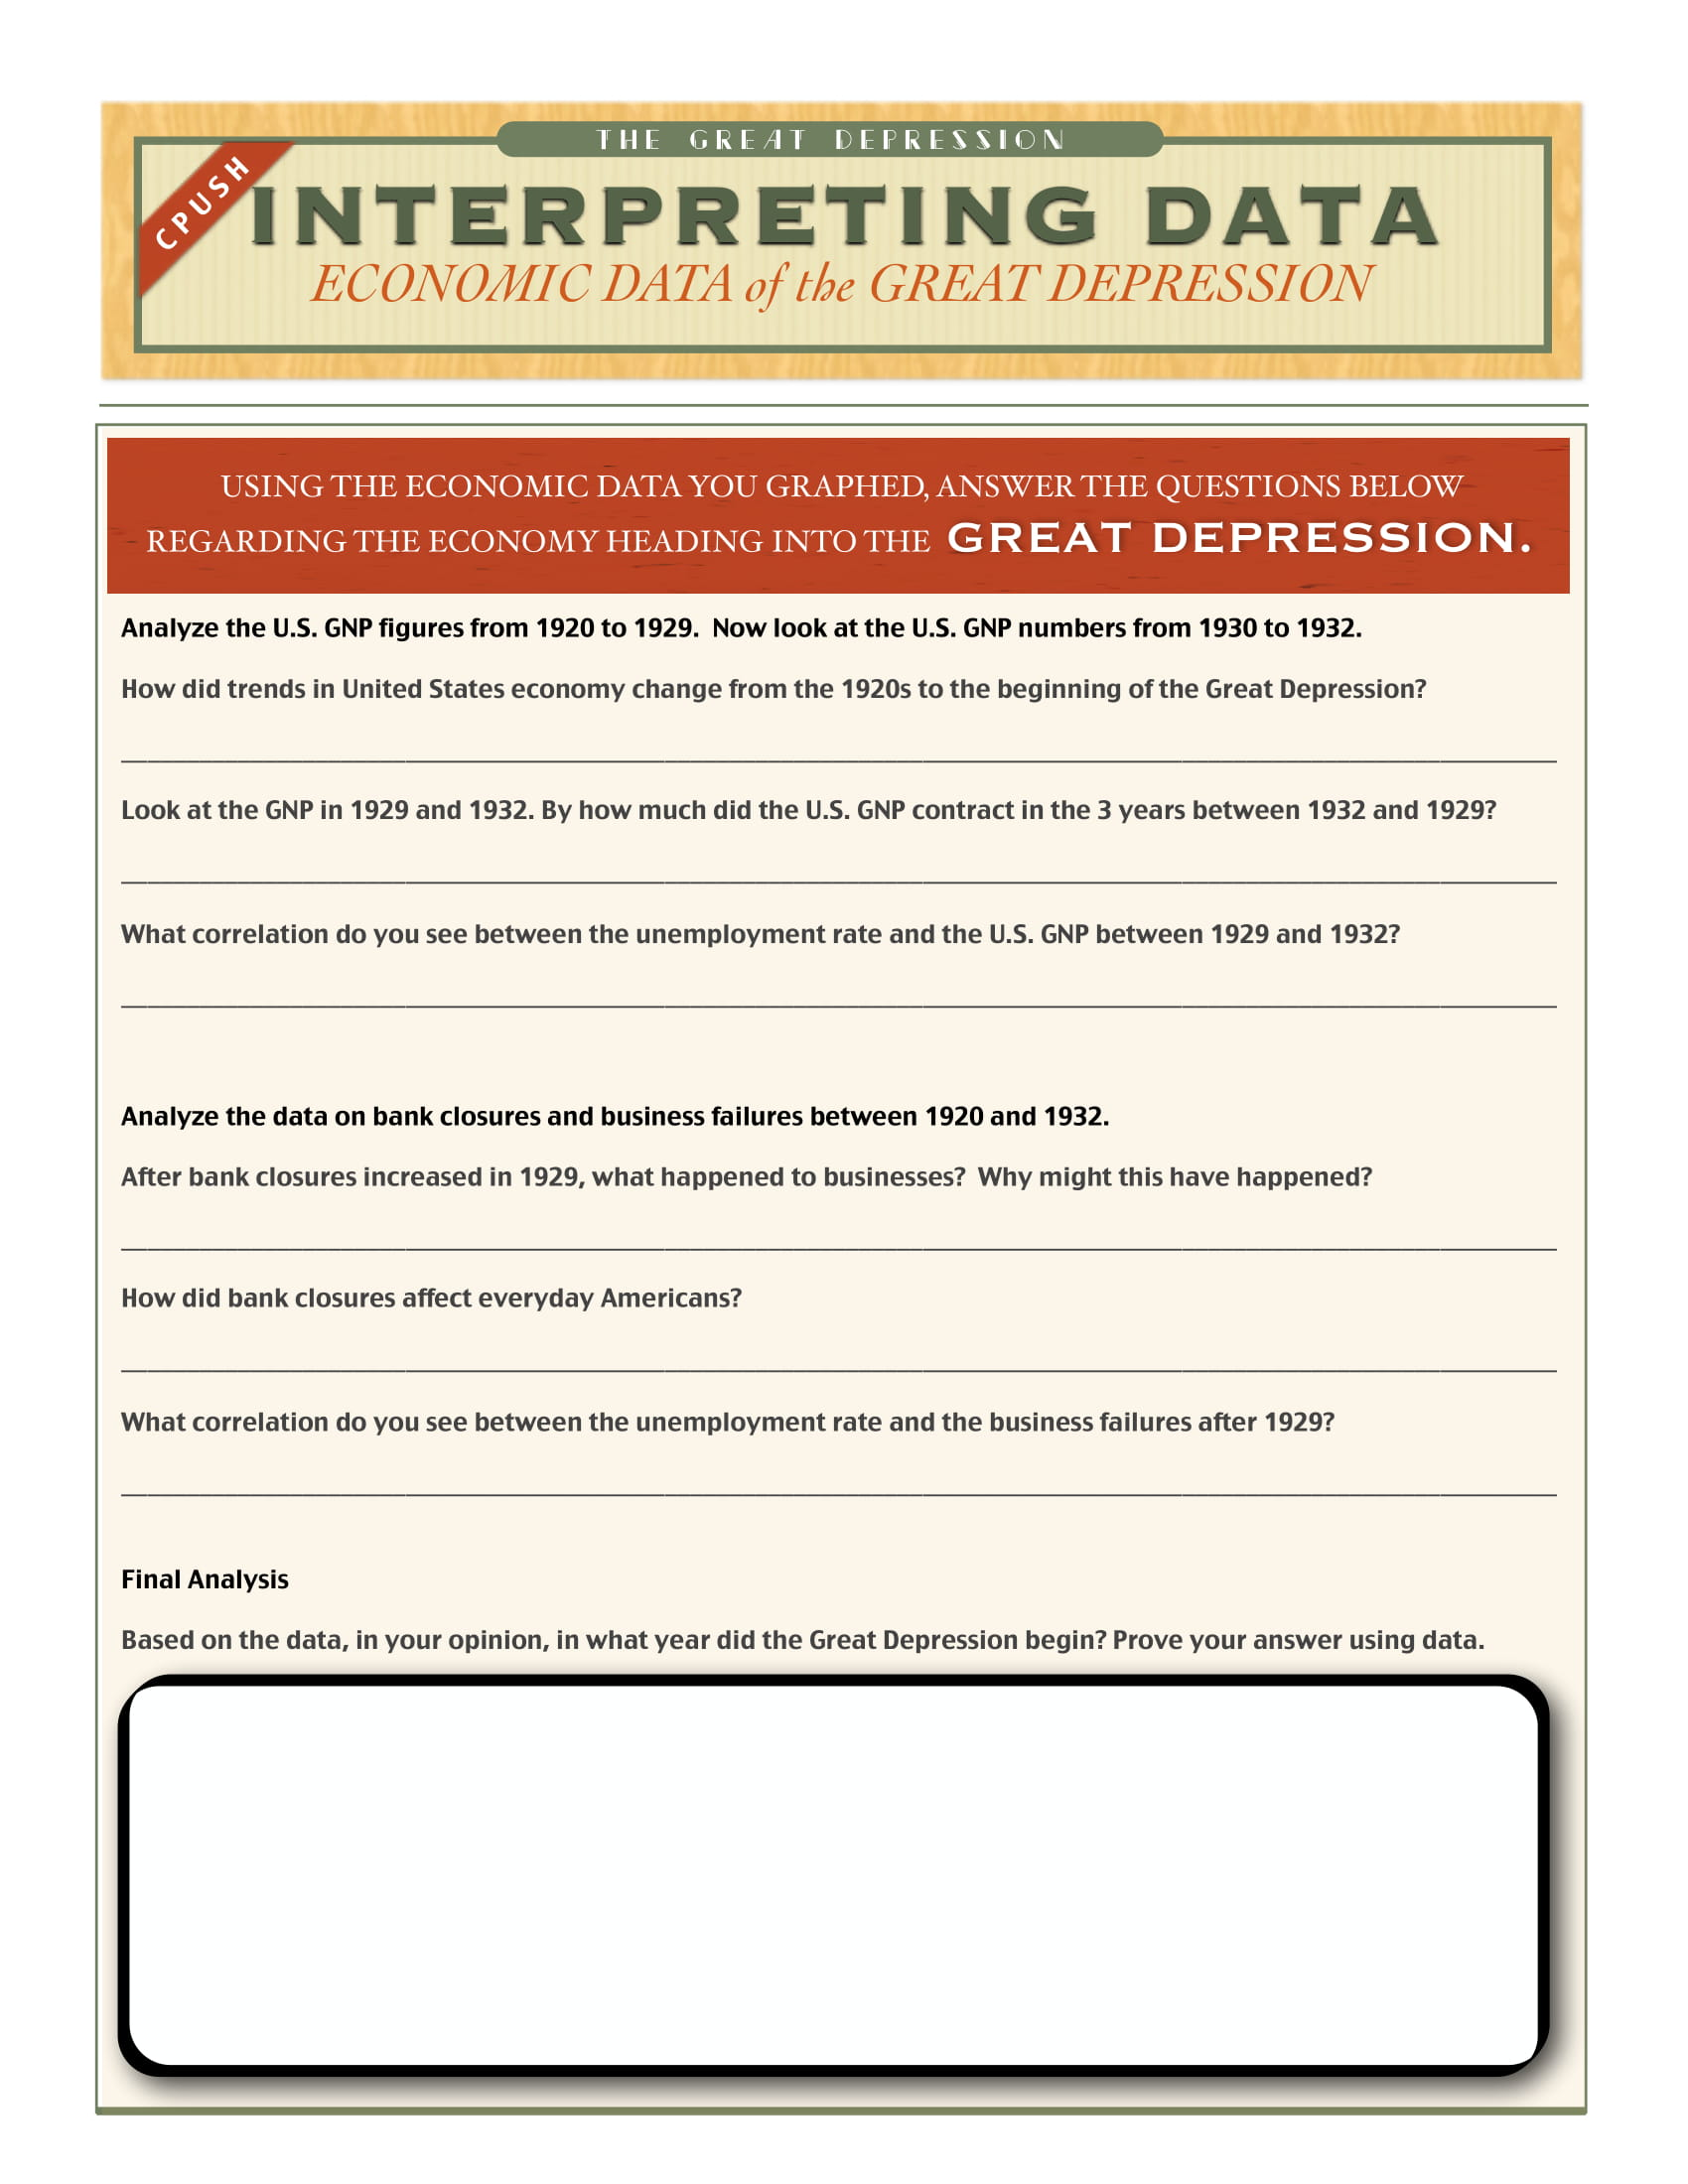 THE GREAT DEPRESSION
CPUSH
INTERPRETING DATA
ECONOMIC DATA of the GREAT DEPRESSION
USING THE ECONOMIC DATA YOU GRAPHED, ANSWER THE QUESTIONS BELOW
REGARDING THE ECONOMY HEADING INTO THE GREAT DEPRESSION.
Analyze the U.S. GNP figures from 1920 to 1929. Now look at the U.S. GNP numbers from 1930 to 1932.
How did trends in United States economy change from the 1920s to the beginning of the Great Depression?
Look at the GNP in 1929 and 1932. By how much did the U.S. GNP contract in the 3 years between 1932 and 1929?
What correlation do you see between the unemployment rate and the U.S. GNP between 1929 and 1932?
Analyze the data on bank closures and business failures between 1920 and 1932.
After bank closures increased in 1929, what happened to businesses? Why might this have happened?
How did bank closures affect everyday Americans?
What correlation do you see between the unemployment rate and the business failures after 1929?
Final Analysis
Based on the data, in your opinion, in what year did the Great Depression begin? Prove your answer using data.